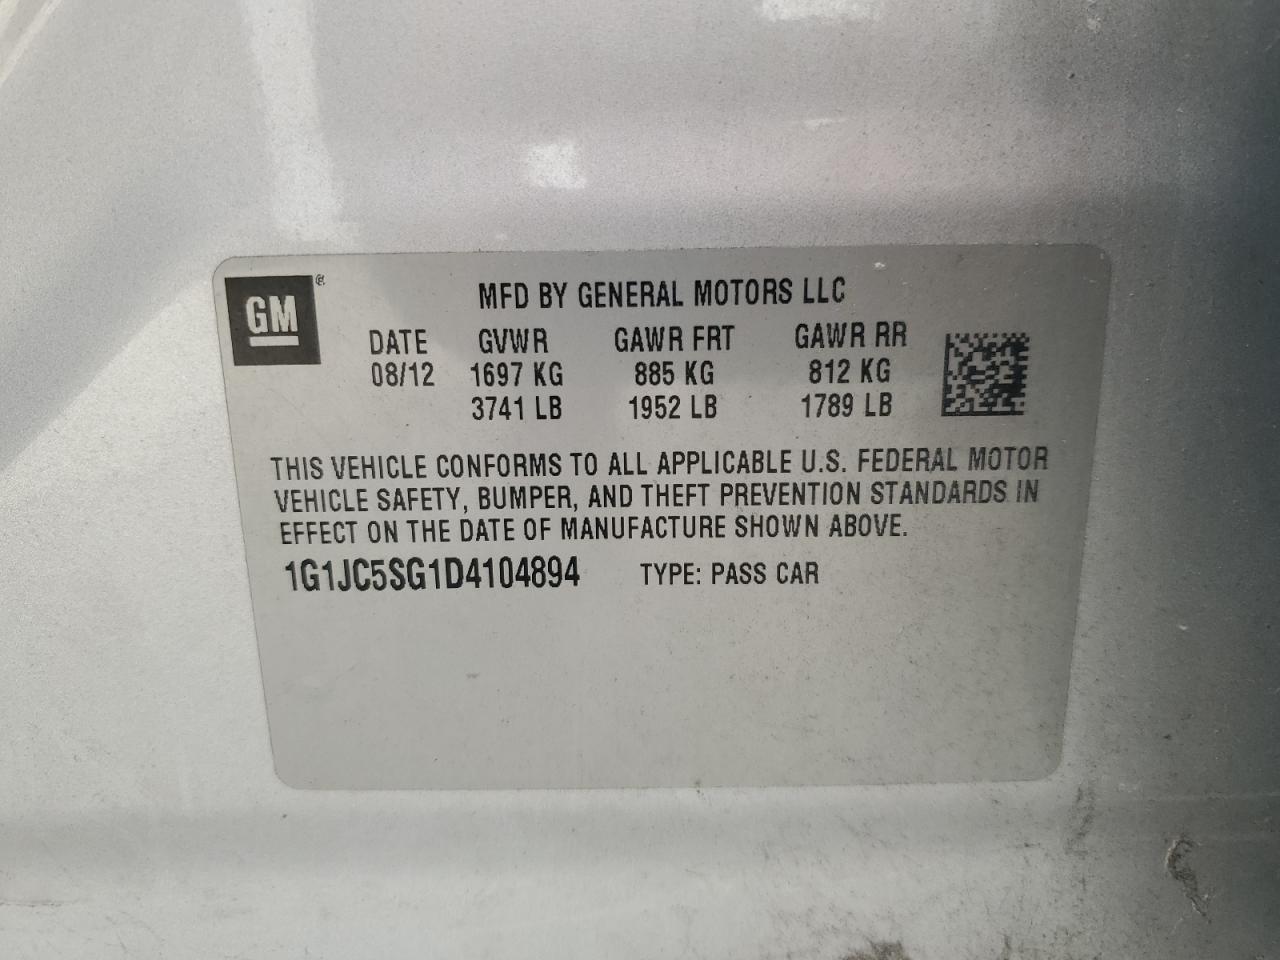 GM ®
MFD BY GENERAL MOTORS LLC
DATE GVWR GAWR FRT GAWR RR
08/12 1697 KG 885 KG 812 KG
3741 LB 1952 LB 1789 LB
THIS VEHICLE CONFORMS TO ALL APPLICABLE U.S. FEDERAL MOTOR
VEHICLE SAFETY, BUMPER, AND THEFT PREVENTION STANDARDS IN
EFFECT ON THE DATE OF MANUFACTURE SHOWN ABOVE.
1G1JC5SG1D4104894 TYPE: PASS CAR